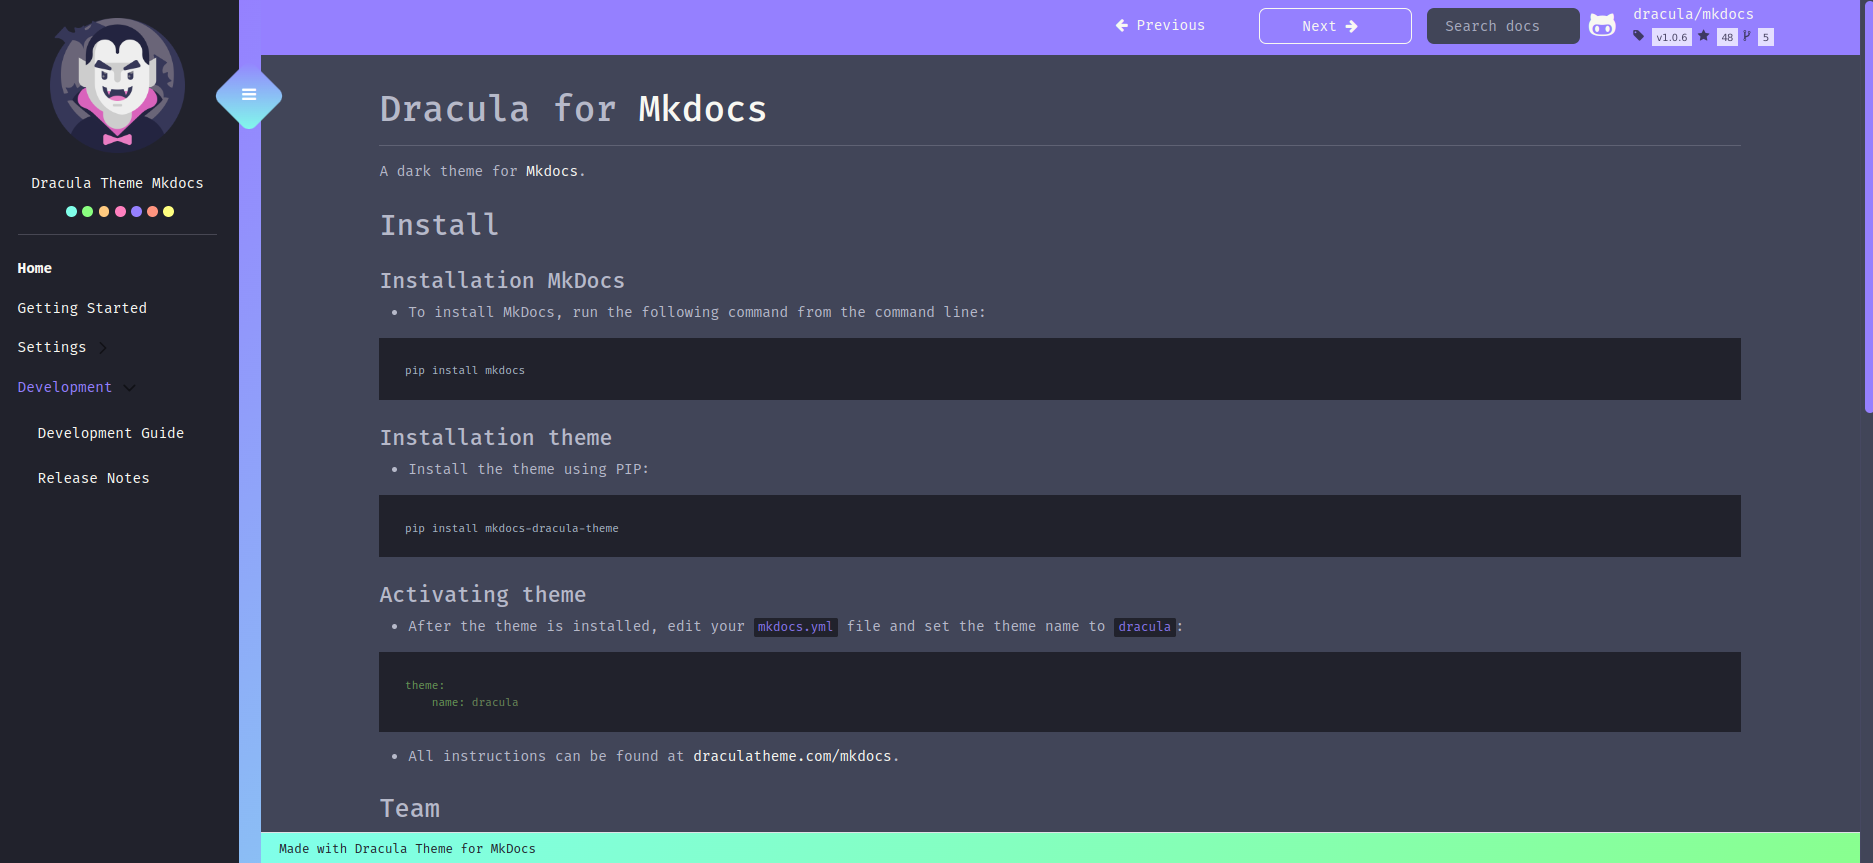 Dracula Theme Mkdocs
Home
Getting Started
Settings
Development
Development Guide
Release Notes
Previous
Next
Search docs
dracula/mkdocs
v1.0.6 48 5
Dracula for Mkdocs
A dark theme for Mkdocs.
Install
Installation MkDocs
• To install MkDocs, run the following command from the command line:
pip install mkdocs
Installation theme
• Install the theme using PIP:
pip install mkdocs-dracula-theme
Activating theme
• After the theme is installed, edit your mkdocs.yml file and set the theme name to dracula:
theme:
    name: dracula
• All instructions can be found at draculatheme.com/mkdocs.
Team
Made with Dracula Theme for MkDocs